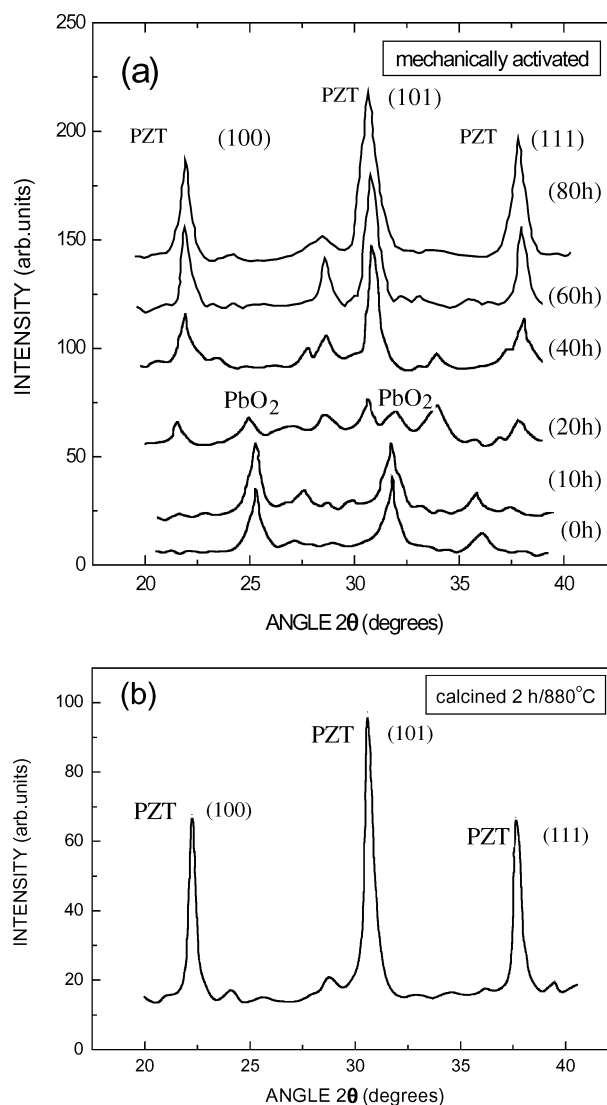 250
(a)
mechanically activated
PZT (101)
200
PZT (100)
PZT (111)
(80h)
150
(60h)
100
(40h)
PbO₂ PbO₂
(20h)
50
(10h)
(0h)
0
20 25 30 35 40
INTENSITY (arb.units)
ANGLE 2θ (degrees)
(b)
calcined 2 h/880°C
100
PZT (101)
80
PZT (100)
PZT (111)
60
40
20
0
20 25 30 35 40
INTENSITY (arb.units)
ANGLE 2θ (degrees)